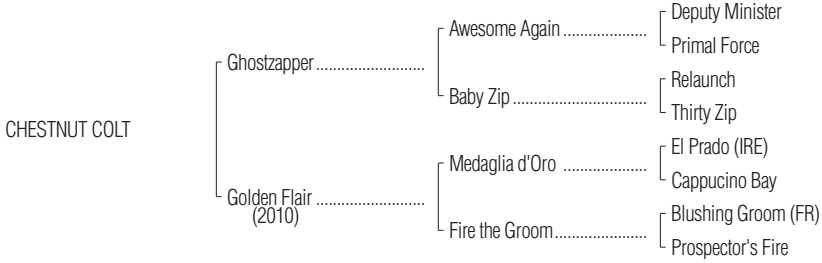 Deputy Minister
Awesome Again ....................
Primal Force
Ghostzapper ..........................
Relaunch
Baby Zip ................................
Thirty Zip
CHESTNUT COLT
El Prado (IRE)
Medaglia d'Oro ....................
Cappucino Bay
Golden Flair ..........................
(2010)
Blushing Groom (FR)
Fire the Groom......................
Prospector's Fire